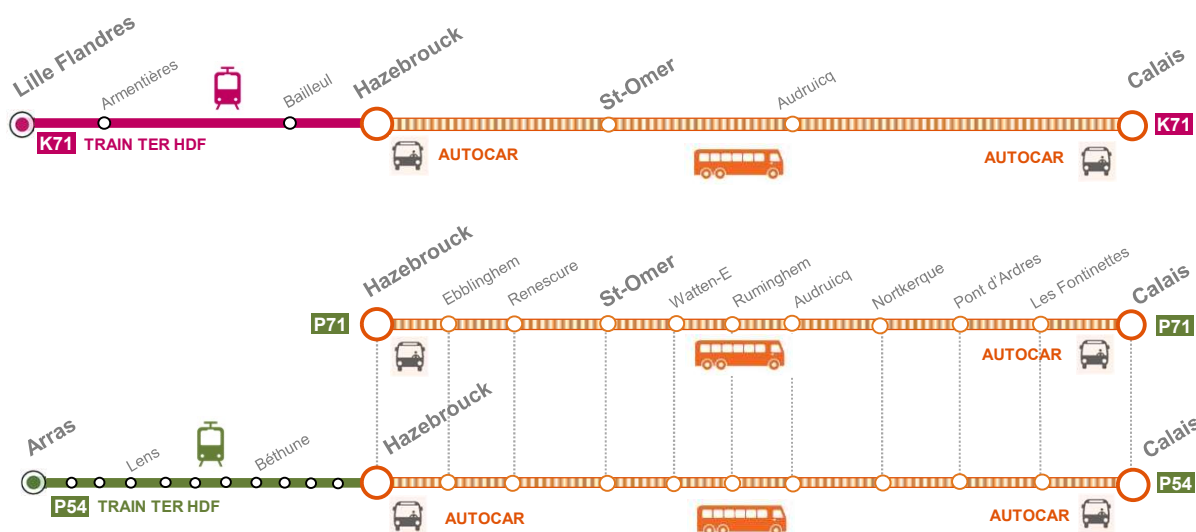 Lille Flandres
Armentières
Bailleul
Hazebrouck
St-Omer
Audruicq
Calais
K71 TRAIN TER HDF
AUTOCAR
AUTOCAR
K71
Hazebrouck
Ebblinghem
Renescure
St-Omer
Watten-E
Ruminghem
Audruicq
Nortkerque
Pont d'Ardres
Les Fontinettes
Calais
P71
P71
AUTOCAR
Arras
Lens
Béthune
Hazebrouck
Calais
P54 TRAIN TER HDF
AUTOCAR
AUTOCAR
P54